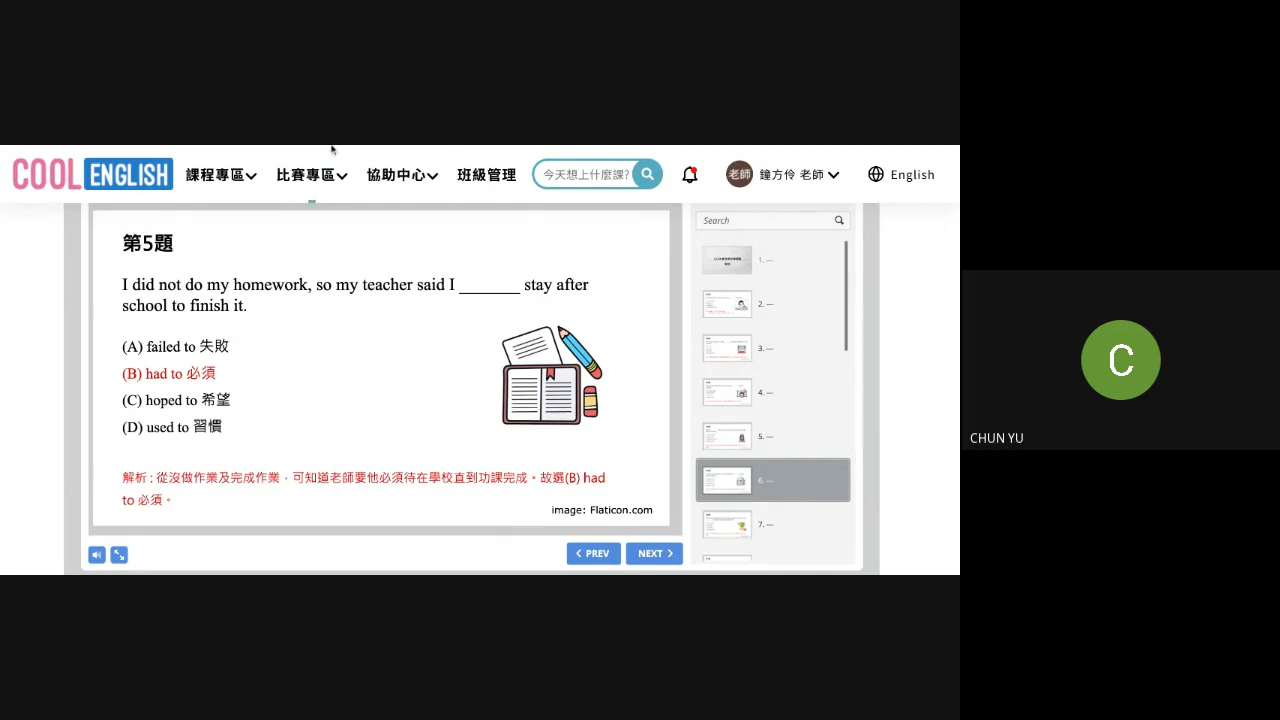 COOL ENGLISH
課程專區
比賽專區
協助中心
班級管理
今天想上什麼課?
老師
鐘方伶 老師
English
第5題
I did not do my homework, so my teacher said I _______ stay after
school to finish it.
(A) failed to 失敗
(B) had to 必須
(C) hoped to 希望
(D) used to 習慣
解析 : 從沒做作業及完成作業，可知道老師要他必須待在學校直到功課完成。故選(B) had
to 必須。
image: Flaticon.com
PREV
NEXT
Search
1. ---
2. ---
3. ---
4. ---
5. ---
6. ---
7. ---
C
CHUN YU